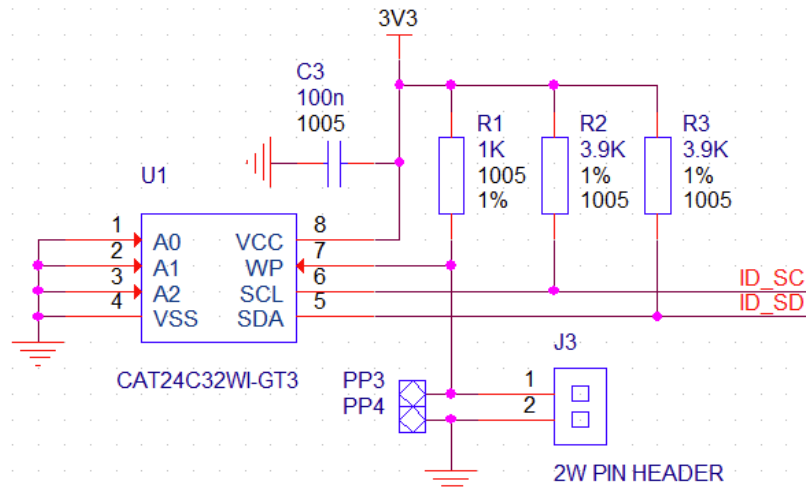 3V3
C3
100n
1005
R1
1K
1005
1%
R2
3.9K
1%
1005
R3
3.9K
1%
1005
U1
1 A0 VCC 8
2 A1 WP 7
3 A2 SCL 6
4 VSS SDA 5
ID_SC
ID_SD
CAT24C32WI-GT3
PP3
PP4
J3
1
2
2W PIN HEADER